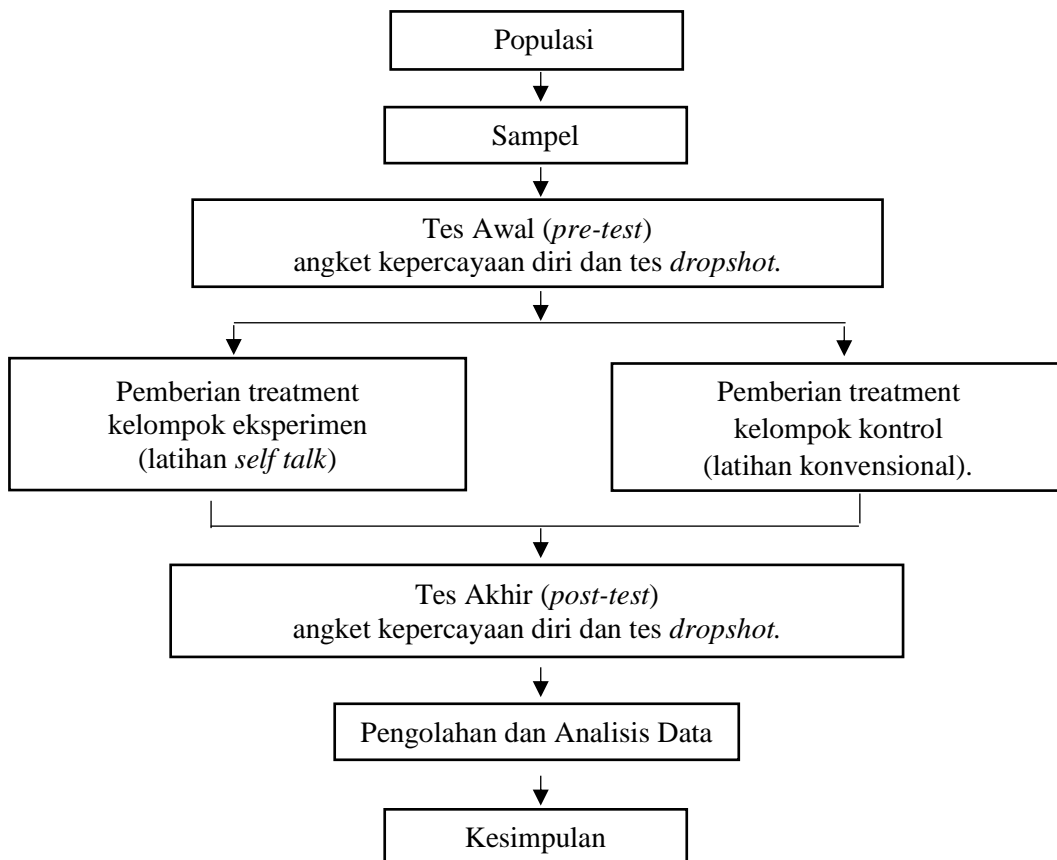 Populasi
Sampel
Tes Awal (pre-test)
angket kepercayaan diri dan tes dropshot.
Pemberian treatment
kelompok eksperimen
(latihan self talk)
Pemberian treatment
kelompok kontrol
(latihan konvensional).
Tes Akhir (post-test)
angket kepercayaan diri dan tes dropshot.
Pengolahan dan Analisis Data
Kesimpulan